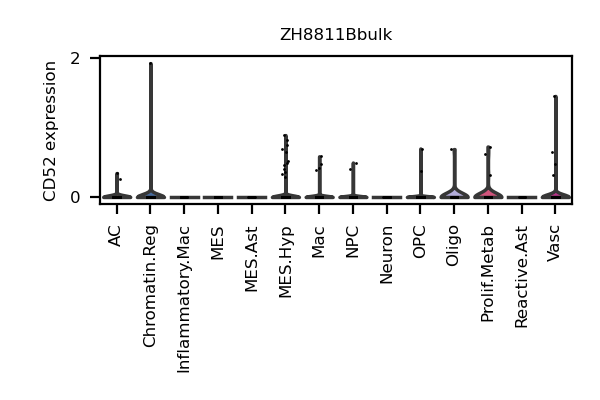 ZH8811Bbulk
CD52 expression
2
0
AC
Chromatin.Reg
Inflammatory.Mac
MES
MES.Ast
MES.Hyp
Mac
NPC
Neuron
OPC
Oligo
Prolif.Metab
Reactive.Ast
Vasc